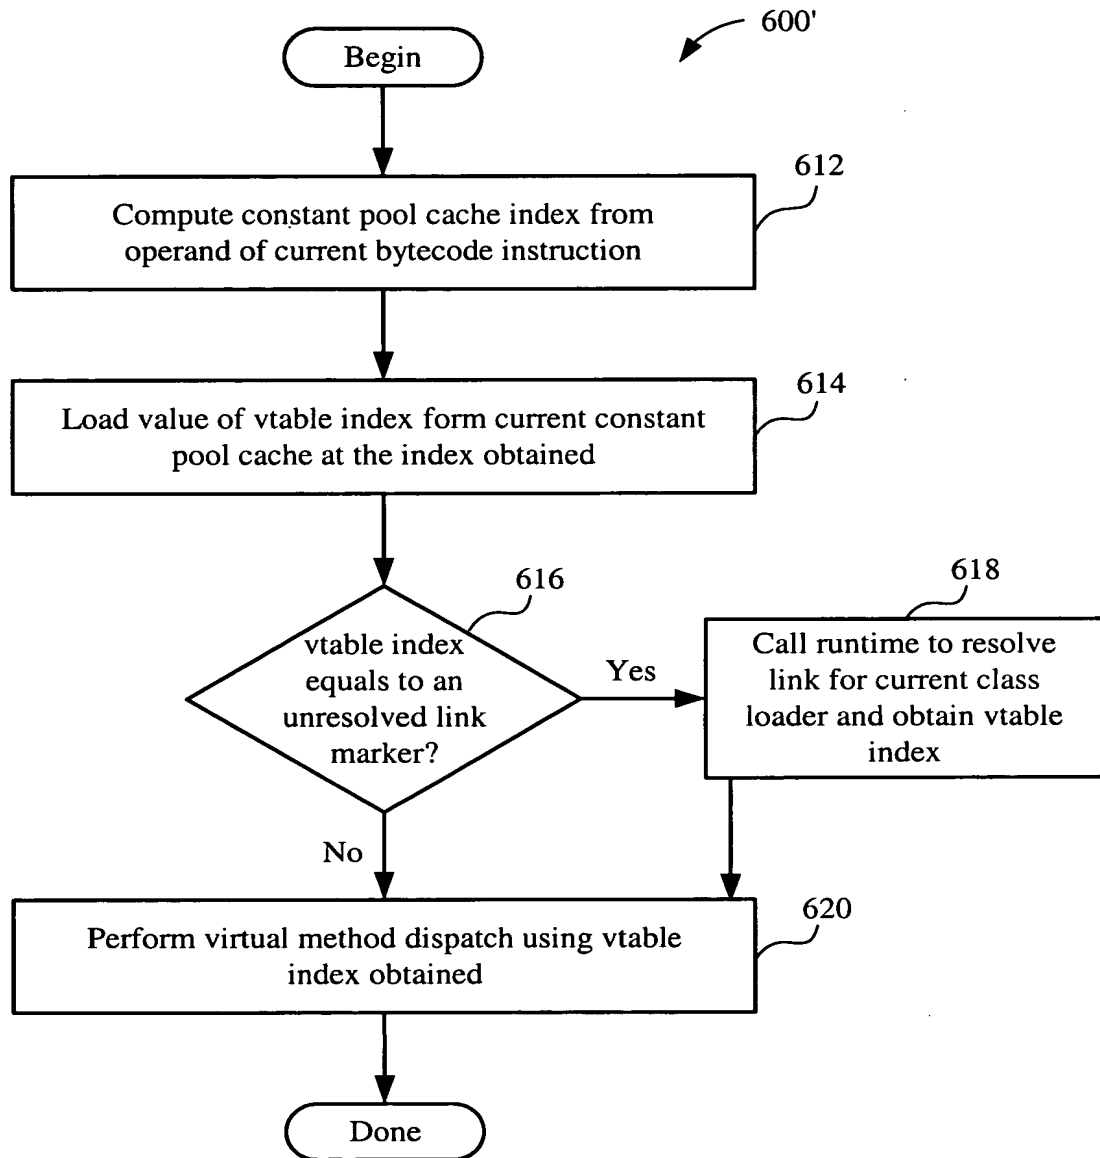 600'
Begin
612
Compute constant pool cache index from
operand of current bytecode instruction
614
Load value of vtable index form current constant
pool cache at the index obtained
616
vtable index
equals to an
unresolved link
marker?
Yes
618
Call runtime to resolve
link for current class
loader and obtain vtable
index
No
620
Perform virtual method dispatch using vtable
index obtained
Done